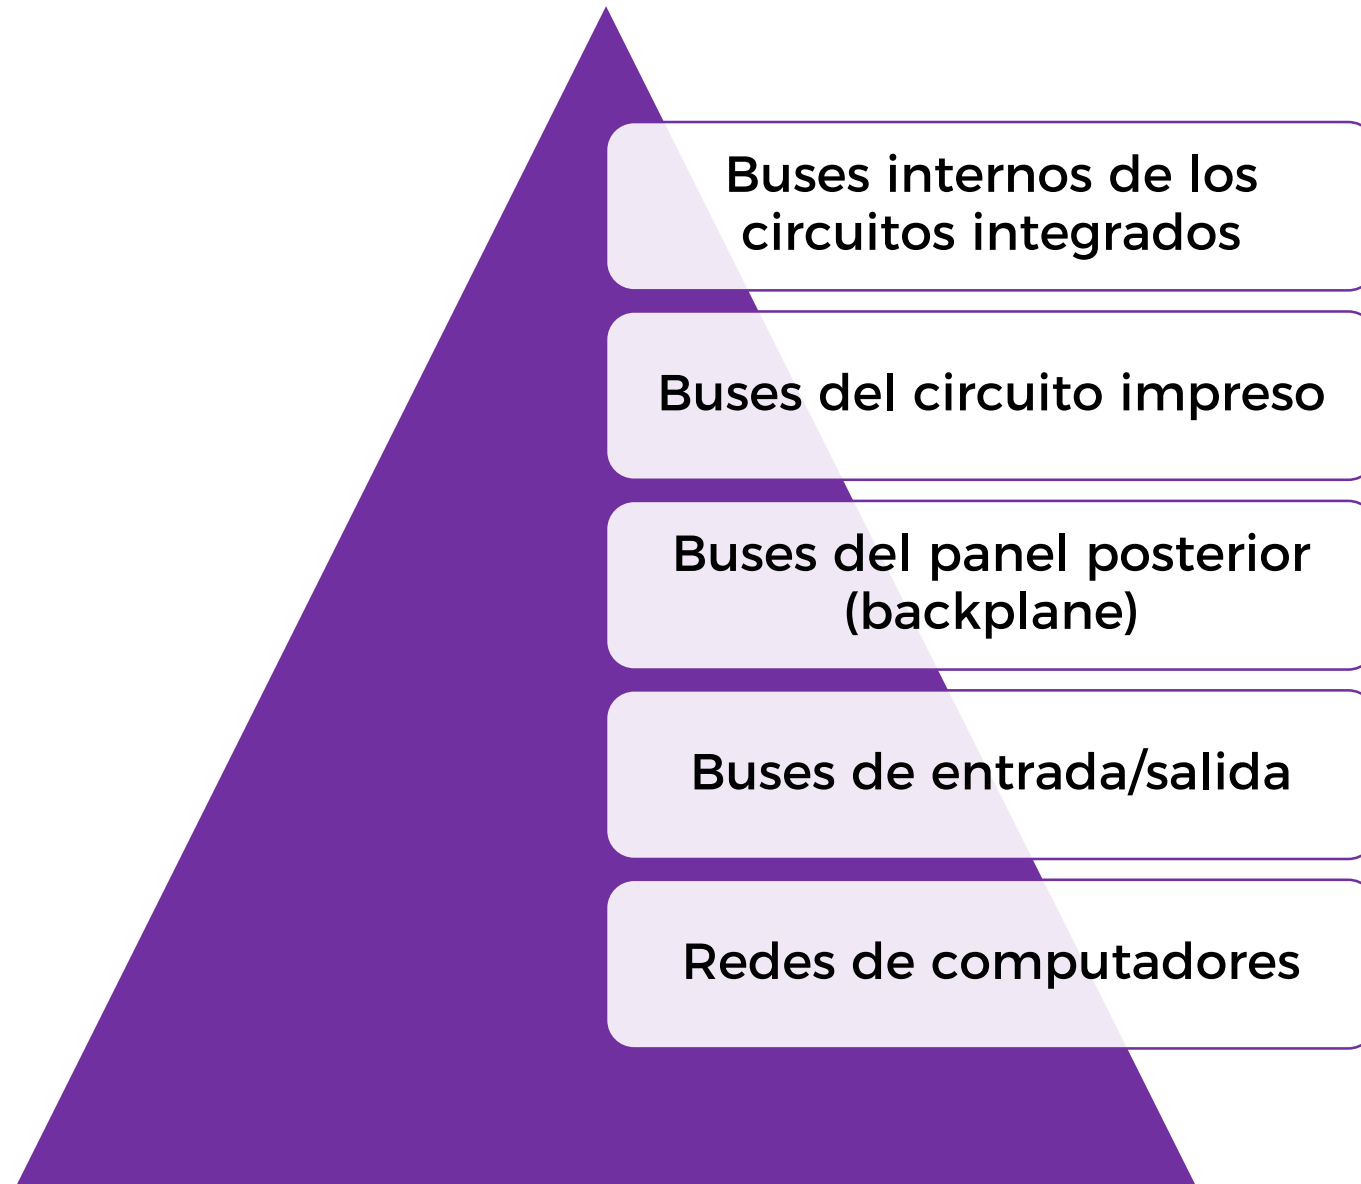 Buses internos de los
circuitos integrados
Buses del circuito impreso
Buses del panel posterior
(backplane)
Buses de entrada/salida
Redes de computadores